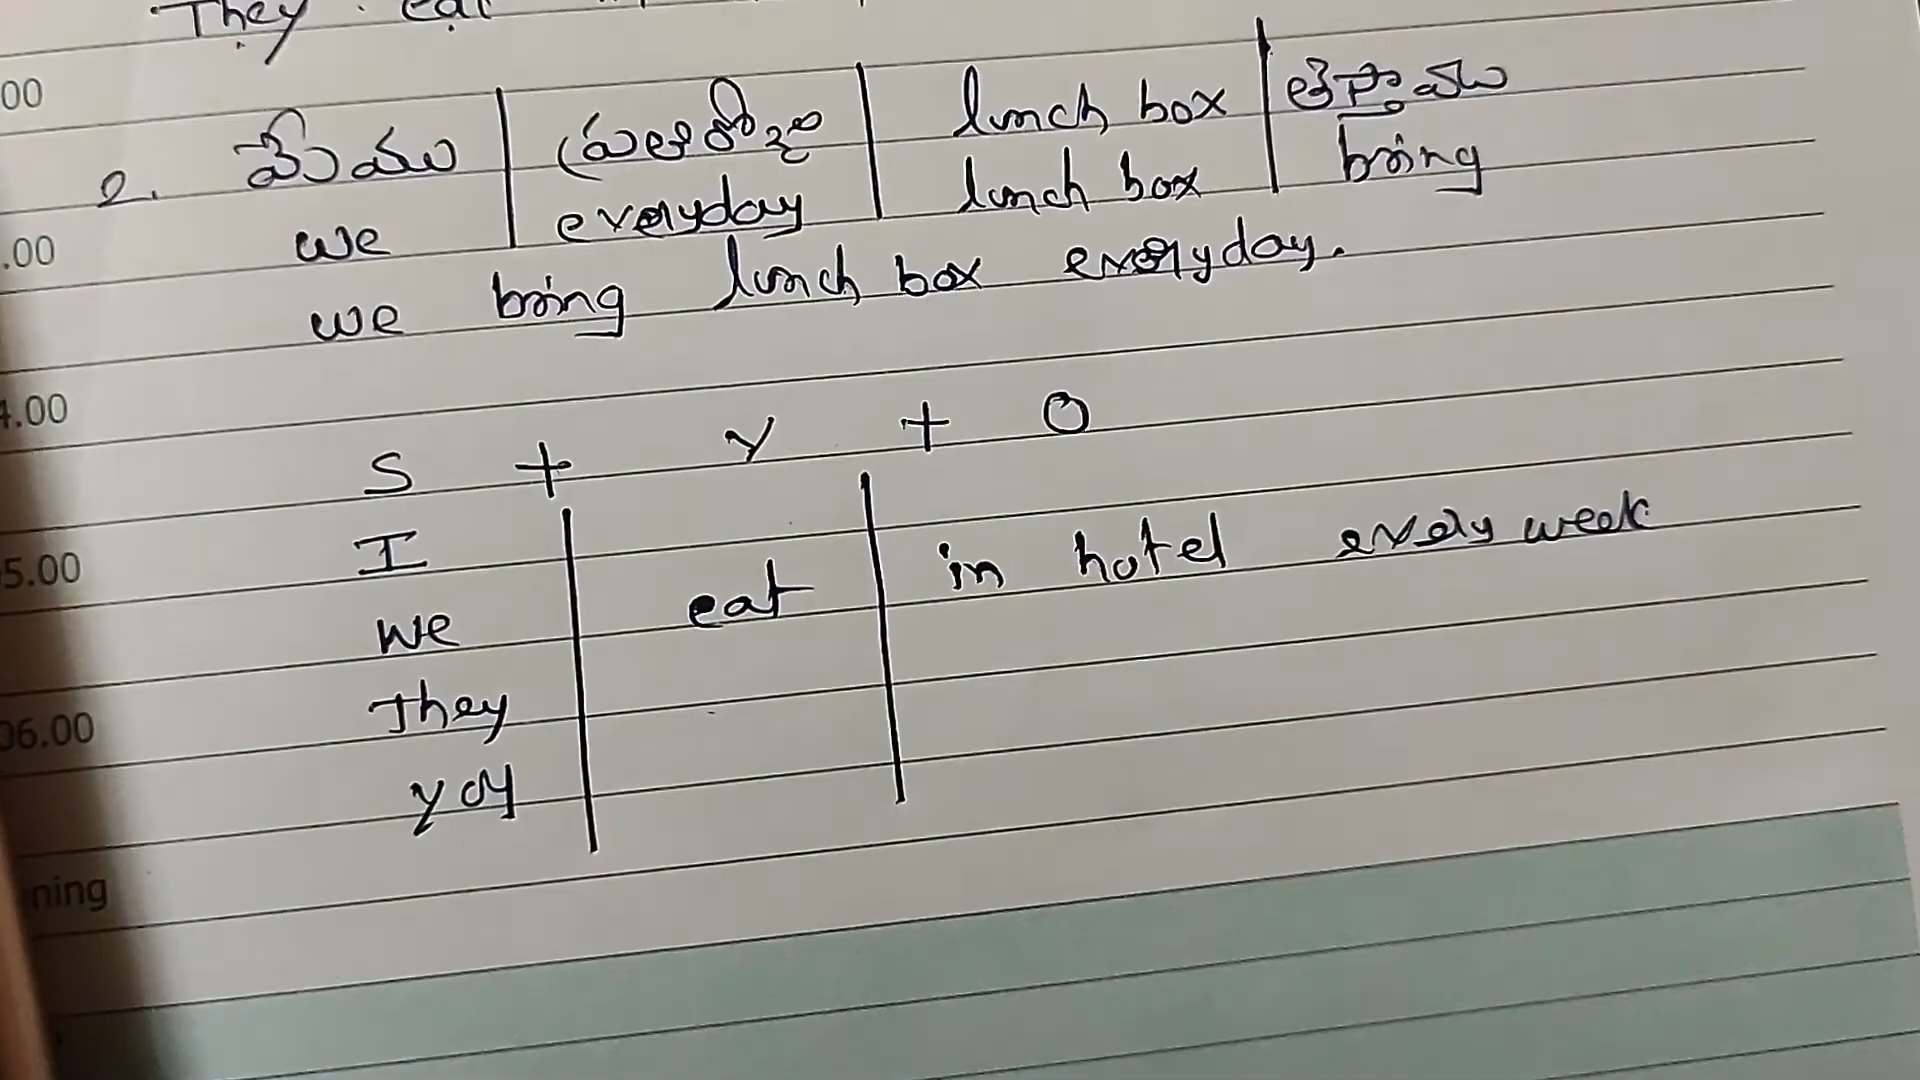 They eat
00
2. మేము | ప్రతిరోజు | lunch box | తెస్తాము
we | everyday | lunch box | bring
.00
we bring lunch box everyday.
4.00
S + V + O
I
in hotel every week
5.00
eat
we
They
06.00
you
ning